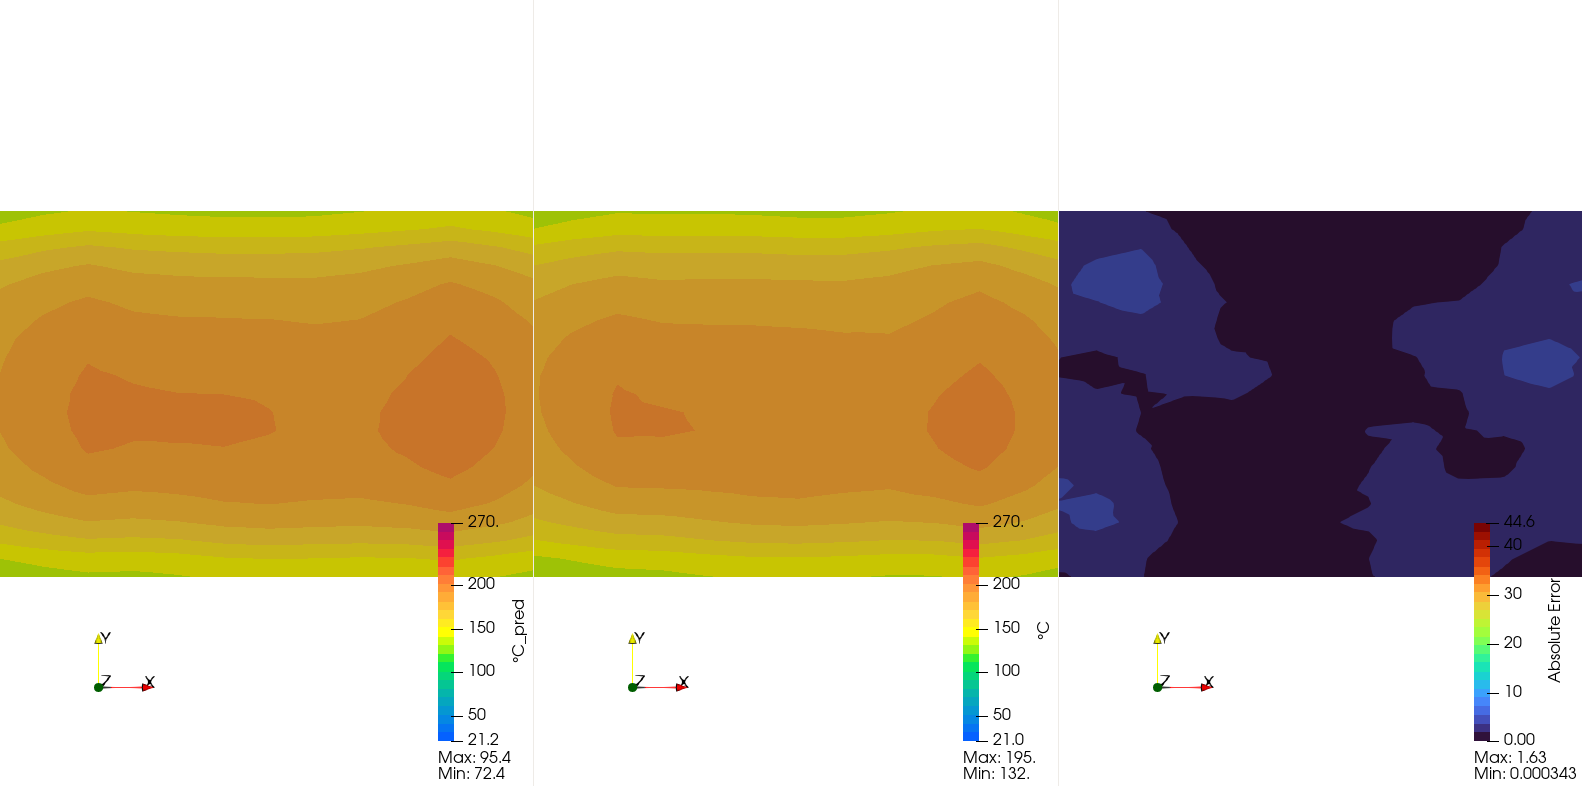 270.
200
150
100
50
21.2
°C_pred
Max: 95.4
Min: 72.4
Y
Z
X
270.
200
150
100
50
21.0
°C
Max: 195.
Min: 132.
Y
Z
X
44.6
40
30
20
10
0.00
Absolute Error
Max: 1.63
Min: 0.000343
Y
Z
X